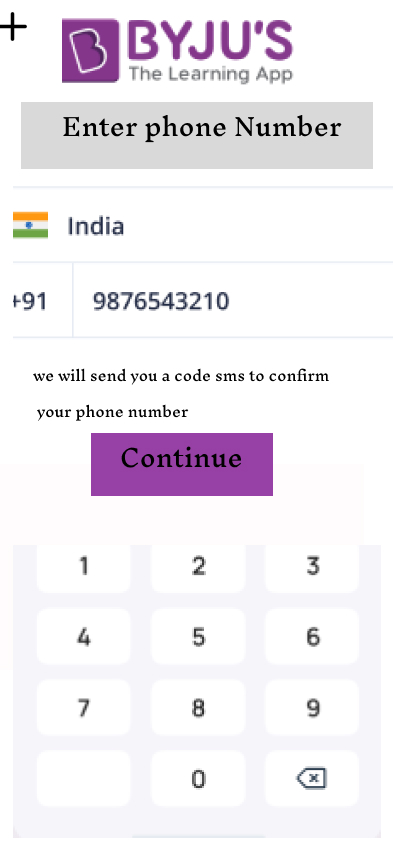 BYJU'S
The Learning App
Enter phone Number
India
+91 9876543210
we will send you a code sms to confirm
your phone number
Continue
1 2 3
4 5 6
7 8 9
0